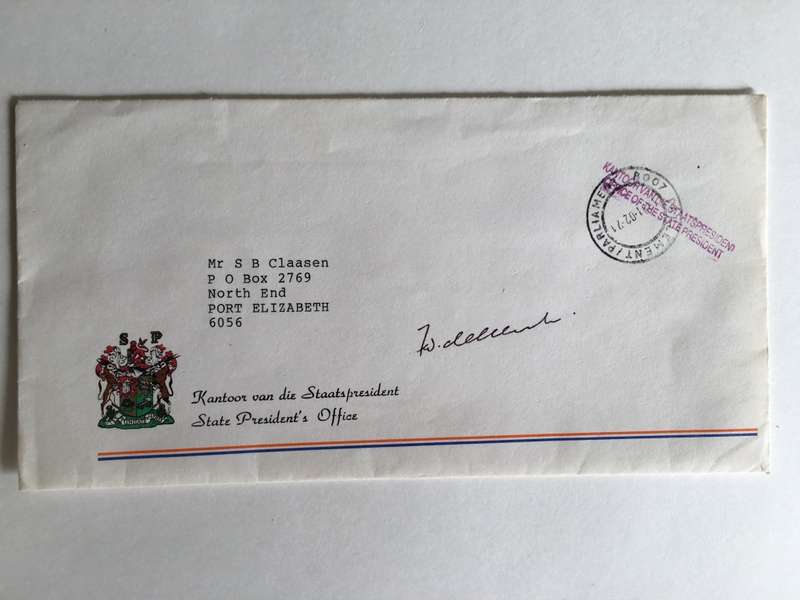 KANTOOR VAN DIE STAATSPRESIDENT
OFFICE OF THE STATE PRESIDENT
Mr S B Claasen
P O Box 2769
North End
PORT ELIZABETH
6056
S P
Kantoor van die Staatspresident
State President's Office